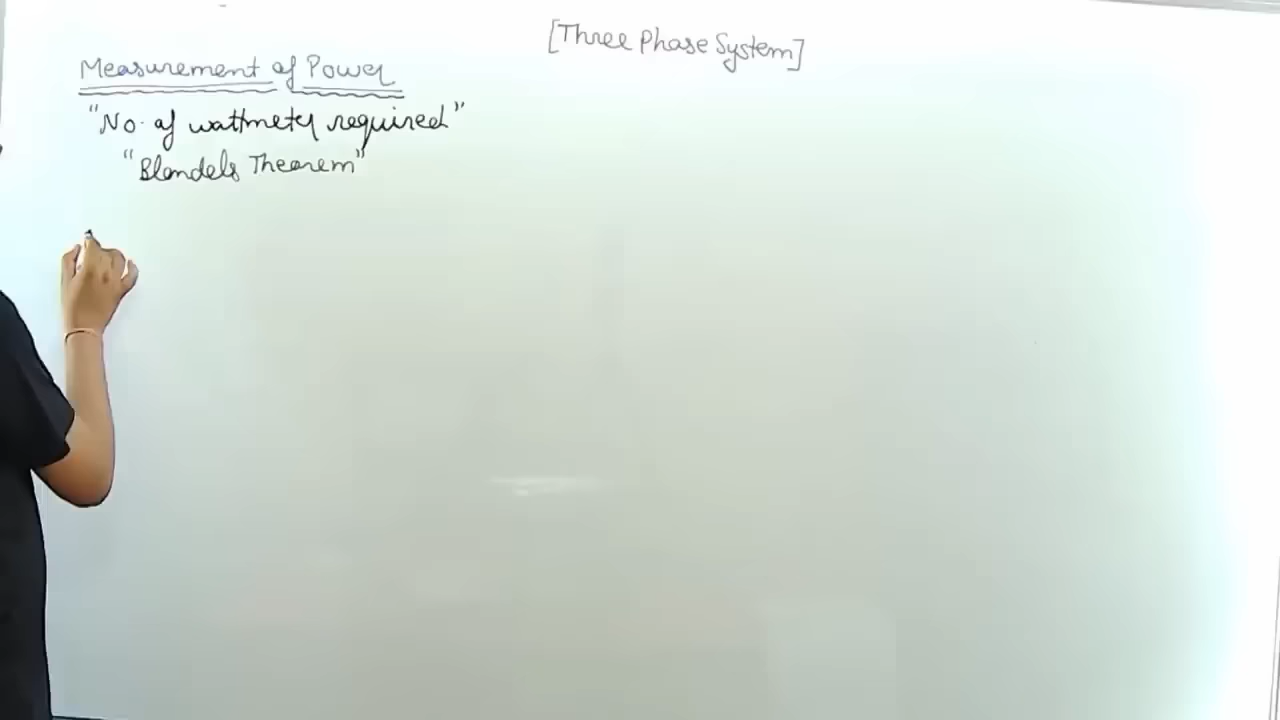 [Three Phase System]
Measurement of Power
"No. of wattmeter required"
"Blondels Theorem"